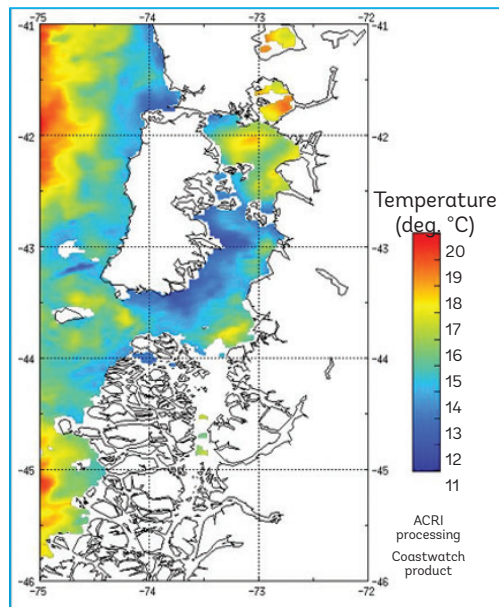 -75 -74 -73 -72
-41 -41
-42 -42
-43 -43
-44 -44
-45 -45
-46 -46
-75 -74 -73 -72
Temperature
(deg. °C)
20
19
18
17
16
15
14
13
12
11
ACRI
processing
Coastwatch
product